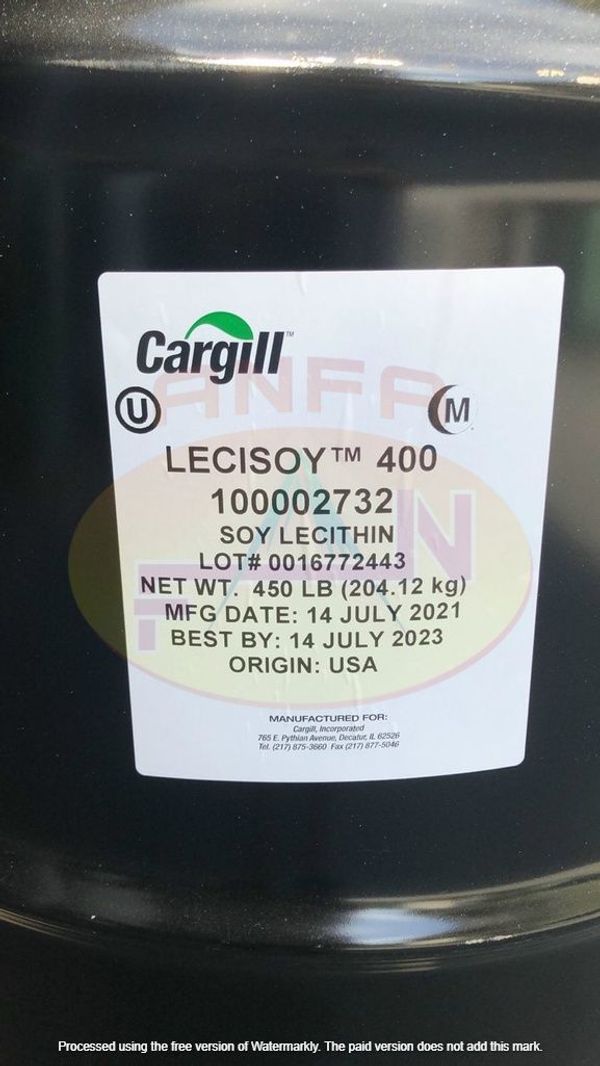 Cargill™
U
M
ANFA
LECISOY™ 400
100002732
SOY LECITHIN
LOT# 0016772443
NET WT. 450 LB (204.12 kg)
MFG DATE: 14 JULY 2021
BEST BY: 14 JULY 2023
ORIGIN: USA
MANUFACTURED FOR:
Cargill, Incorporated
765 E. Pythian Avenue, Decatur, IL 62526
Tel. (217) 875-3660 Fax (217) 877-5046
Processed using the free version of Watermarkly. The paid version does not add this mark.